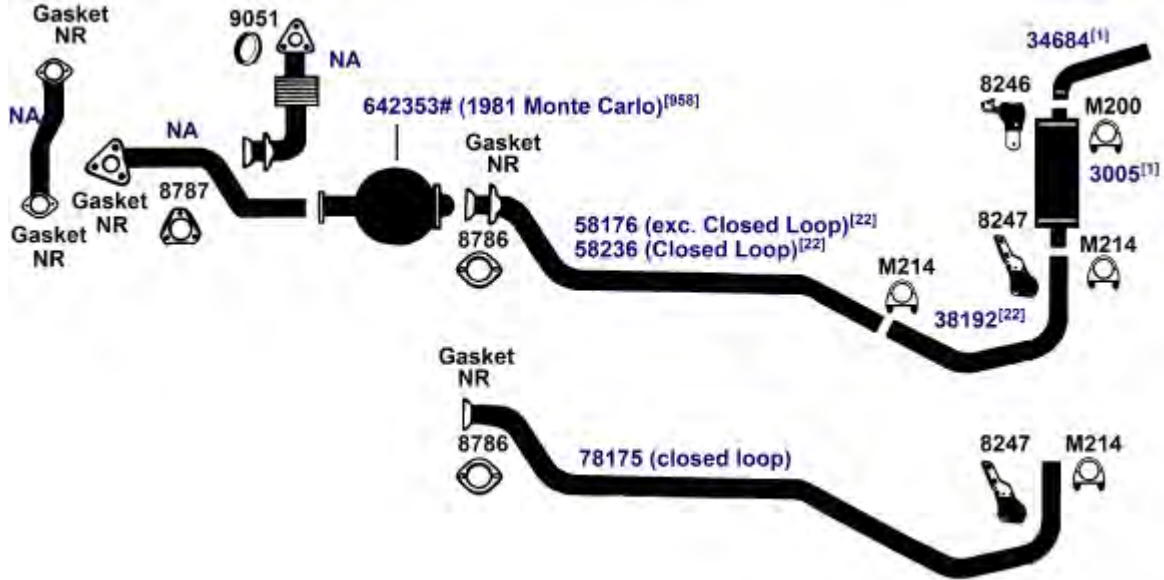 Gasket
NR
9051
NA
34684[1]
8246
M200
NA
NA
642353# (1981 Monte Carlo)[958]
Gasket
NR
3005[1]
Gasket
NR
8787
Gasket
NR
8786
58176 (exc. Closed Loop)[22]
58236 (Closed Loop)[22]
8247
M214
M214
38192[22]
Gasket
NR
8786
78175 (closed loop)
8247
M214